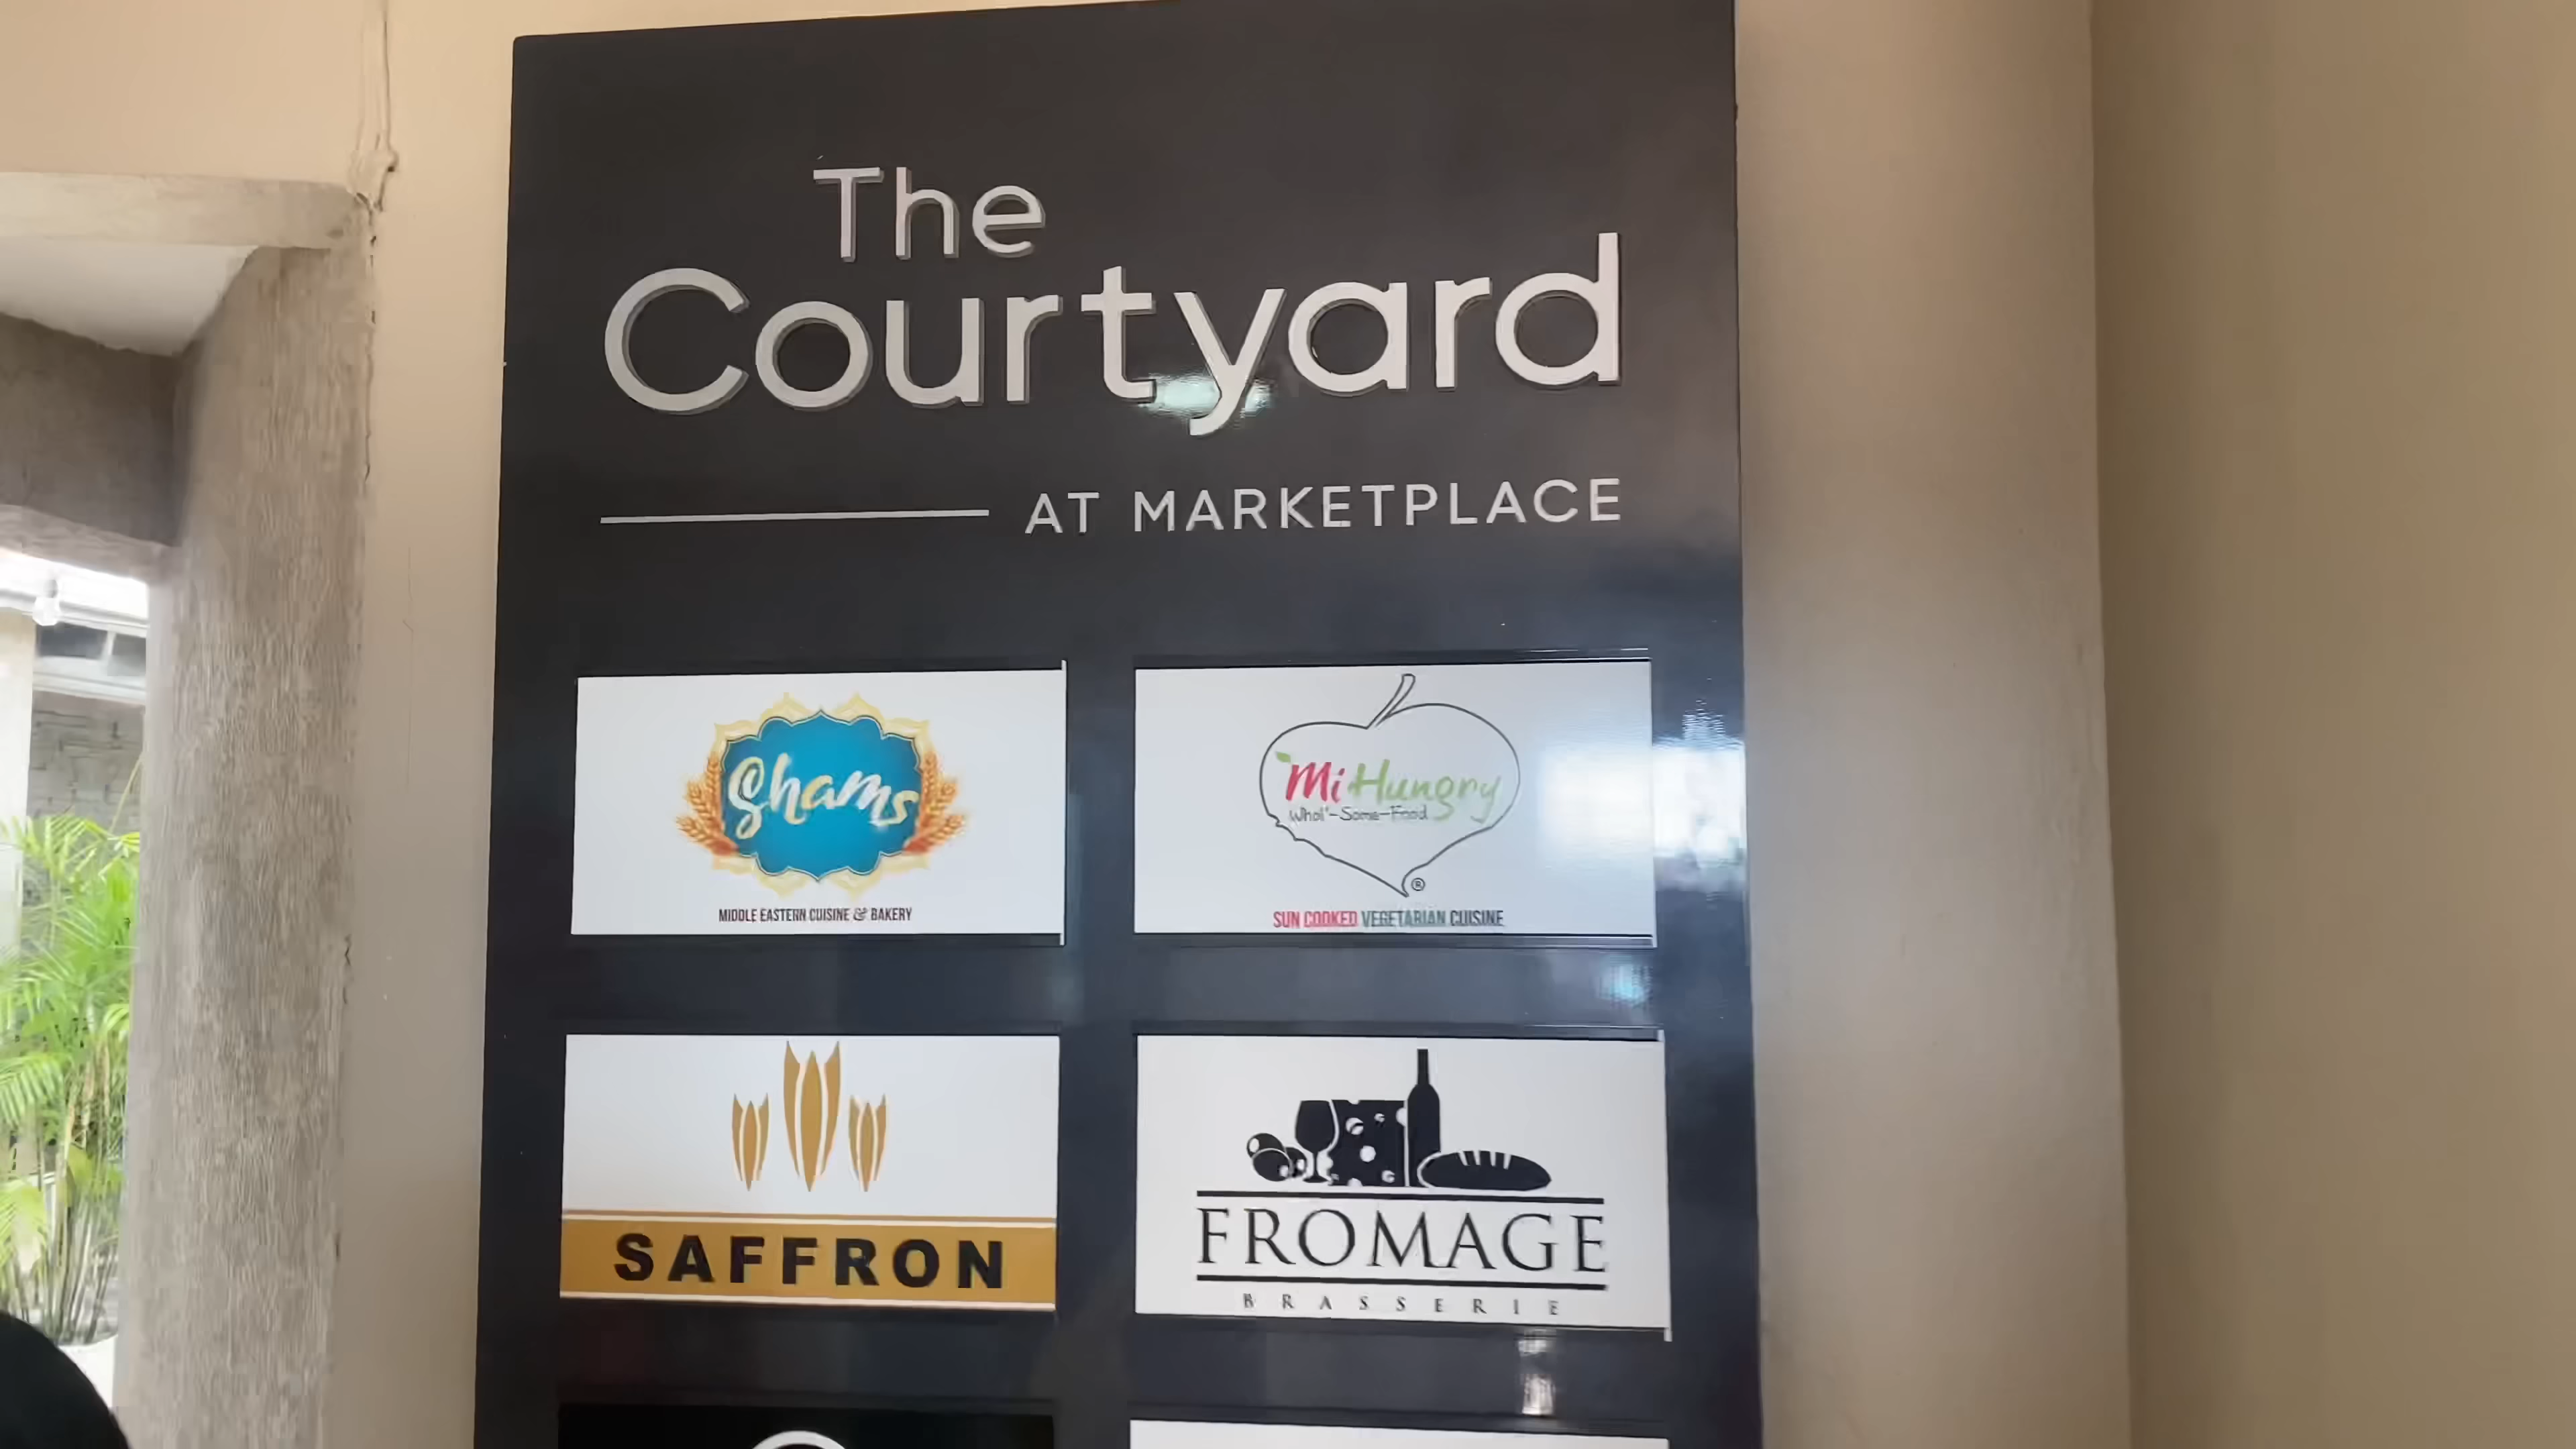 The
Courtyard
AT MARKETPLACE
Shams
MIDDLE EASTERN CUISINE & BAKERY
Mi Hungry
Whol'-Some-Food
®
SUN COOKED VEGETARIAN CUISINE
SAFFRON
FROMAGE
BRASSERIE